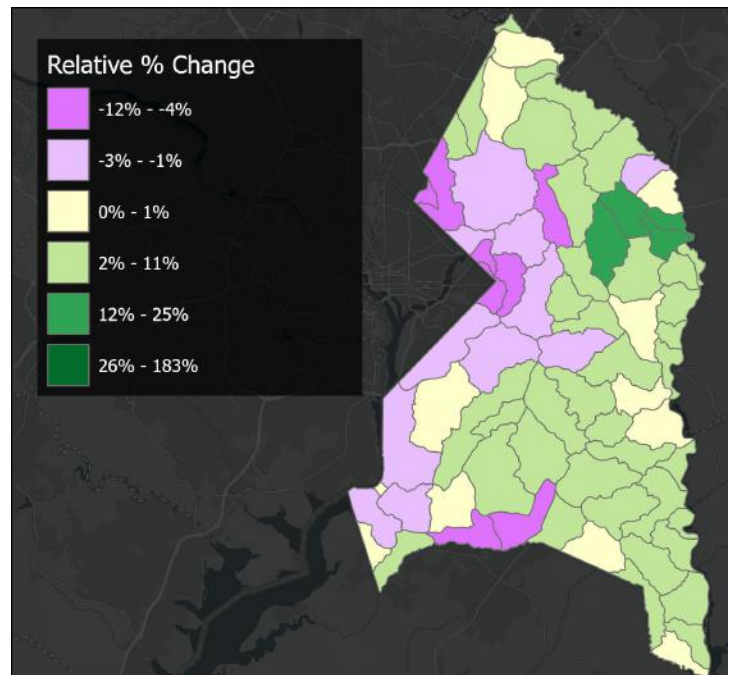 Relative % Change
-12% - -4%
-3% - -1%
0% - 1%
2% - 11%
12% - 25%
26% - 183%